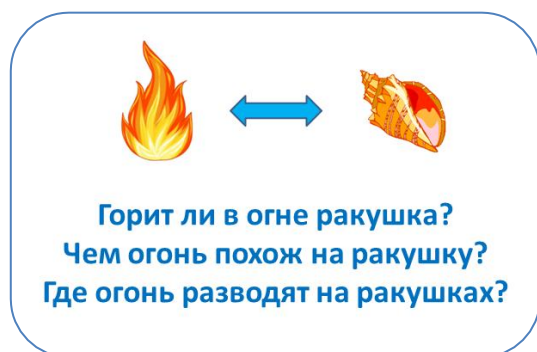 Горит ли в огне ракушка?
Чем огонь похож на ракушку?
Где огонь разводят на ракушках?